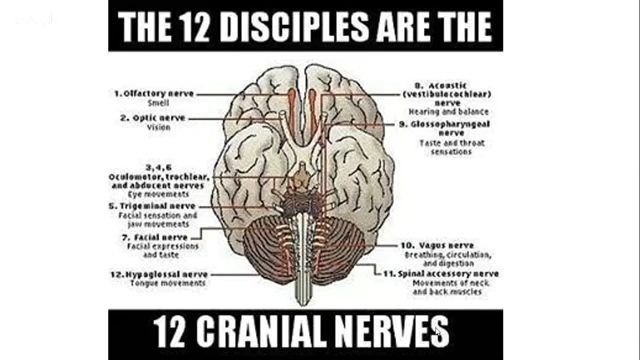 THE 12 DISCIPLES ARE THE
1. Olfactory nerve
Smell
2. Optic nerve
Vision
3,4,6
Oculomotor, trochlear,
and abducent nerves
Eye movements
5. Trigeminal nerve
Facial sensation and
jaw movements
7. Facial nerve
Facial expressions
and taste
12. Hypoglossal nerve
Tongue movements
8. Acoustic
(vestibulocochlear)
nerve
Hearing and balance
9. Glossopharyngeal
nerve
Taste and throat
sensations
10. Vagus nerve
Breathing, circulation,
and digestion
11. Spinal accessory nerve
Movements of neck
and back muscles
12 CRANIAL NERVES